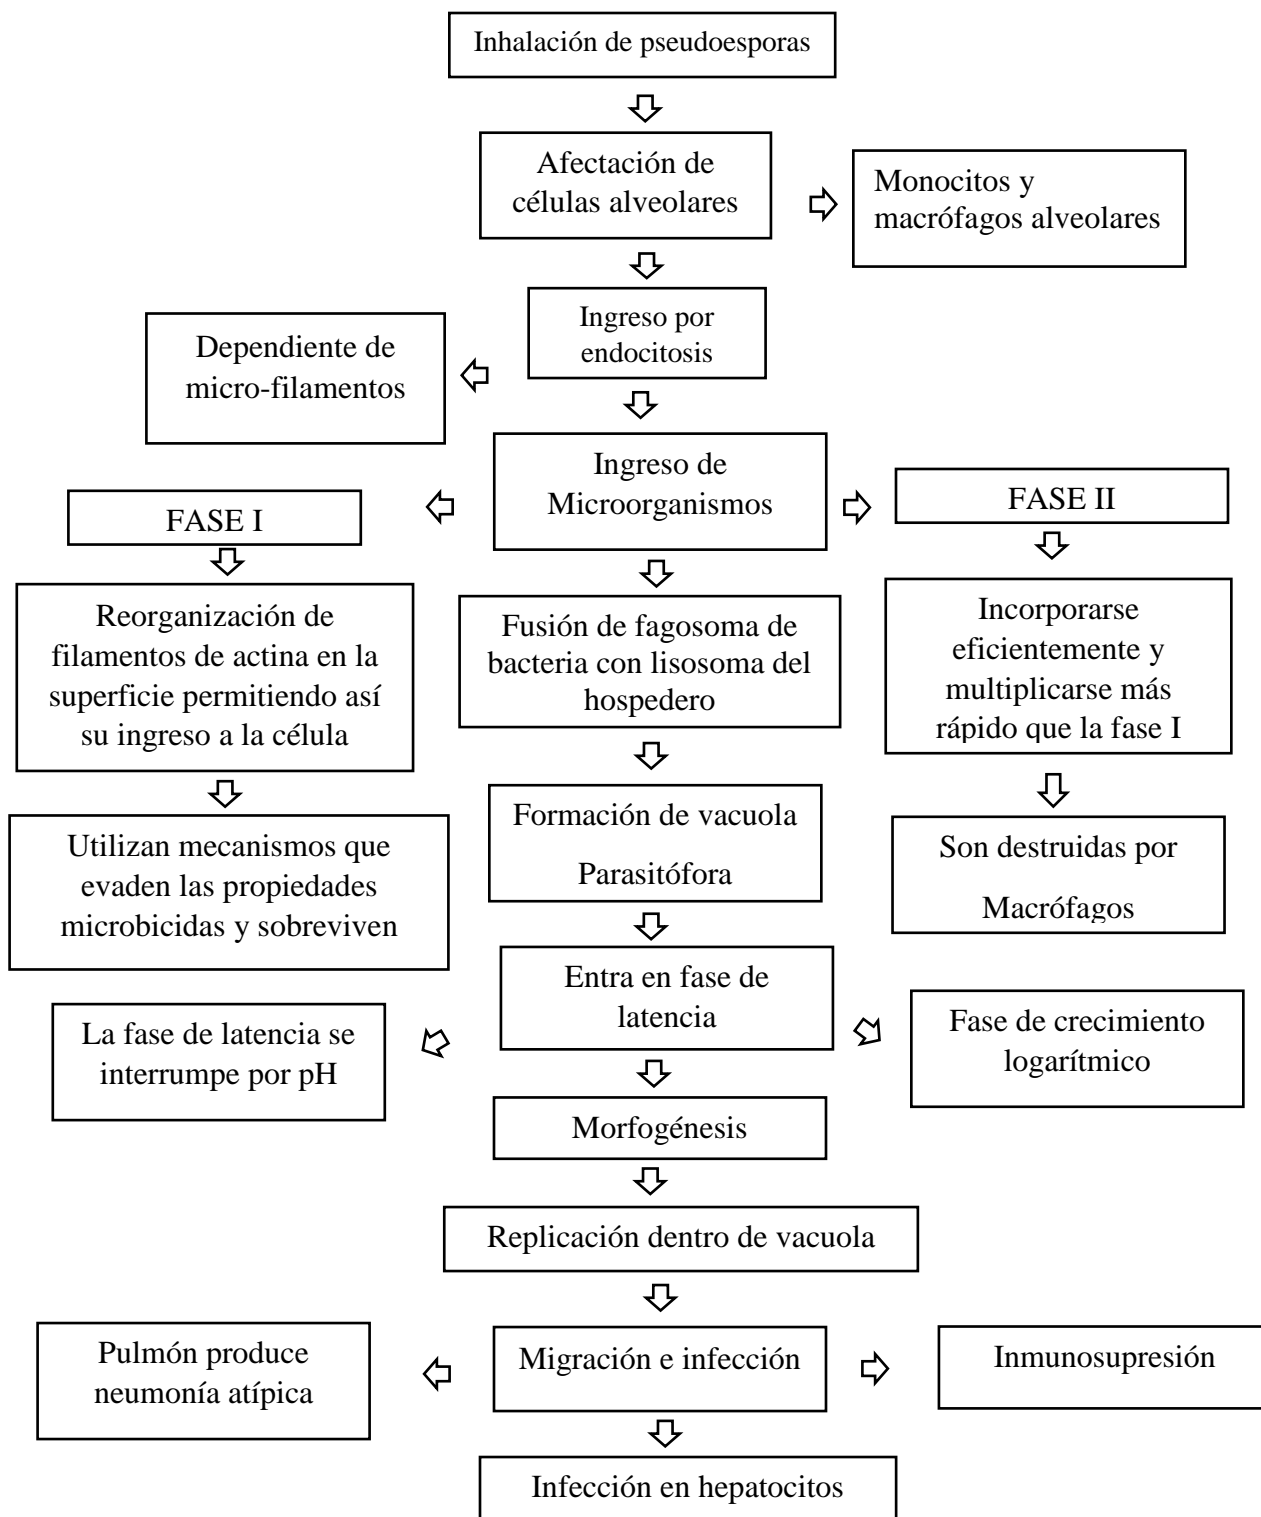 Inhalación de pseudoesporas
Afectación de
células alveolares
Monocitos y
macrófagos alveolares
Ingreso por
endocitosis
Dependiente de
micro-filamentos
Ingreso de
Microorganismos
FASE I
FASE II
Reorganización de
filamentos de actina en la
superficie permitiendo así
su ingreso a la célula
Fusión de fagosoma de
bacteria con lisosoma del
hospedero
Incorporarse
eficientemente y
multiplicarse más
rápido que la fase I
Utilizan mecanismos que
evaden las propiedades
microbicidas y sobreviven
Formación de vacuola
Parasitófora
Son destruidas por
Macrófagos
Entra en fase de
latencia
La fase de latencia se
interrumpe por pH
Fase de crecimiento
logarítmico
Morfogénesis
Replicación dentro de vacuola
Pulmón produce
neumonía atípica
Migración e infección
Inmunosupresión
Infección en hepatocitos